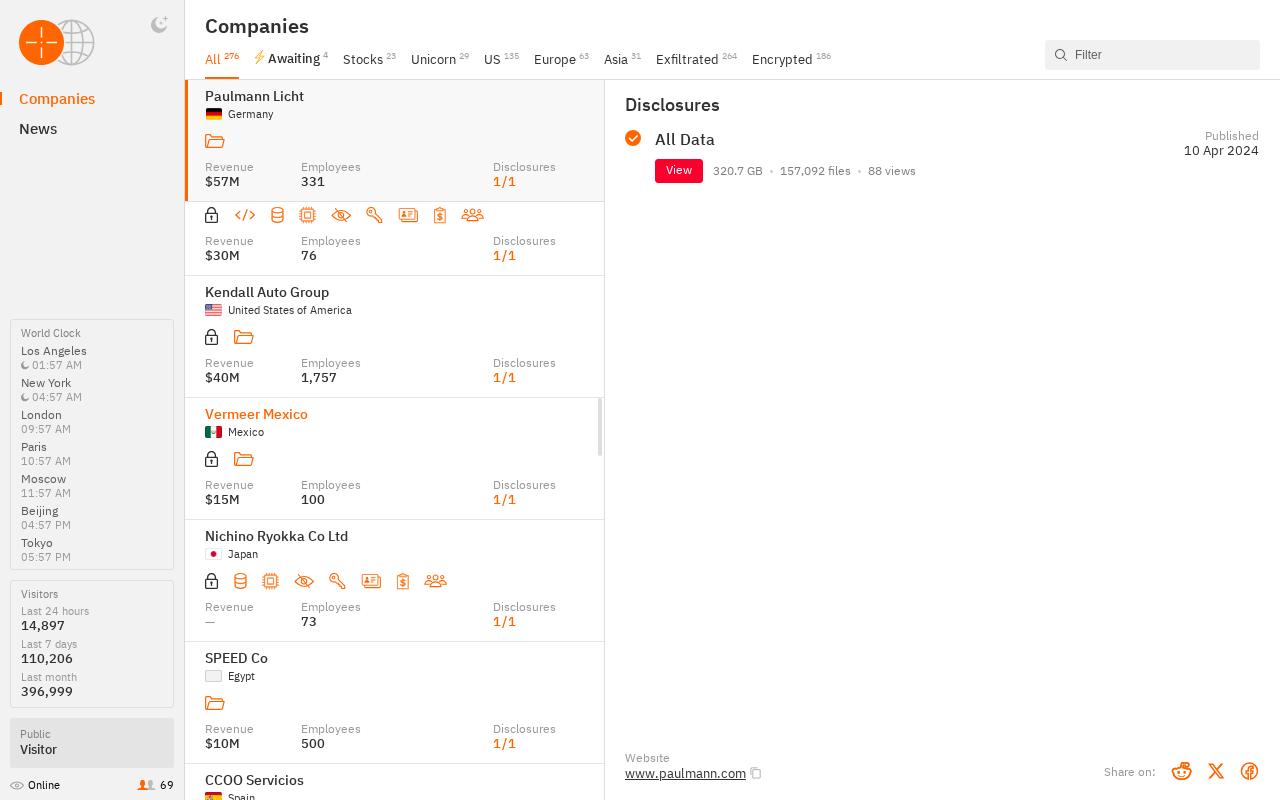 Companies
News
World Clock
Los Angeles
01:57 AM
New York
04:57 AM
London
09:57 AM
Paris
10:57 AM
Moscow
11:57 AM
Beijing
04:57 PM
Tokyo
05:57 PM
Visitors
Last 24 hours
14,897
Last 7 days
110,206
Last month
396,999
Public
Visitor
Online 69
Companies
All 276 Awaiting 4 Stocks 23 Unicorn 29 US 135 Europe 63 Asia 31 Exfiltrated 264 Encrypted 186
Filter
Paulmann Licht
Germany
Revenue Employees Disclosures
$57M 331 1/1
Revenue Employees Disclosures
$30M 76 1/1
Kendall Auto Group
United States of America
Revenue Employees Disclosures
$40M 1,757 1/1
Vermeer Mexico
Mexico
Revenue Employees Disclosures
$15M 100 1/1
Nichino Ryokka Co Ltd
Japan
Revenue Employees Disclosures
— 73 1/1
SPEED Co
Egypt
Revenue Employees Disclosures
$10M 500 1/1
CCOO Servicios
Spain
Disclosures
All Data
Published
10 Apr 2024
View 320.7 GB • 157,092 files • 88 views
Website
www.paulmann.com
Share on: